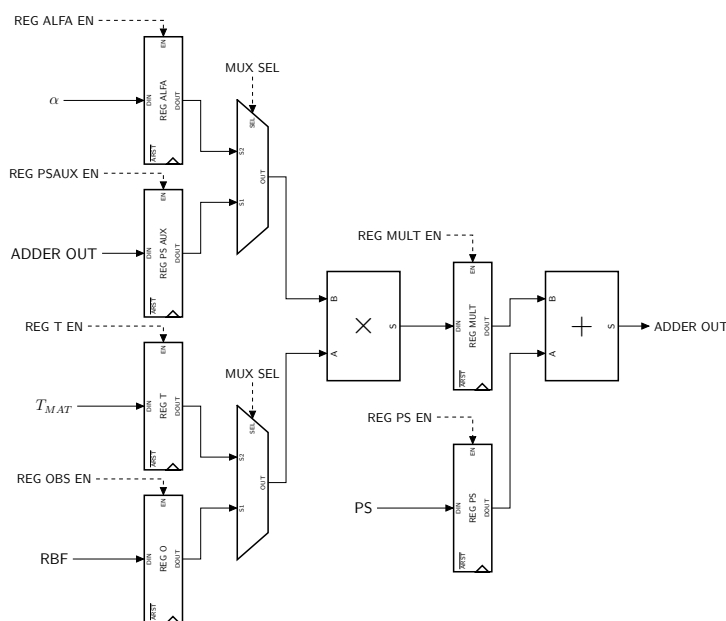 REG ALFA EN
EN
α
DIN
REG ALFA
DOUT
ARST
MUX SEL
SEL
S2
S1
OUT
REG PSAUX EN
EN
ADDER OUT
DIN
REG PS AUX
DOUT
ARST
REG T EN
EN
T_MAT
DIN
REG T
DOUT
ARST
MUX SEL
SEL
S2
S1
OUT
REG OBS EN
EN
RBF
DIN
REG O
DOUT
ARST
B
A
×
S
REG MULT EN
EN
DIN
REG MULT
DOUT
ARST
REG PS EN
EN
PS
DIN
REG PS
DOUT
ARST
B
A
+
S
ADDER OUT